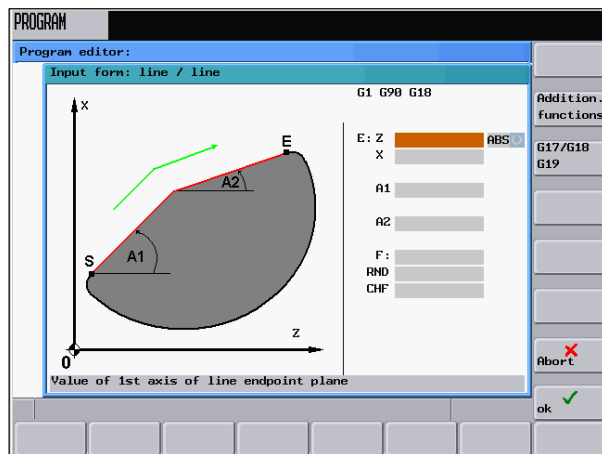 PROGRAM
Program editor:
Input form: line / line
G1 G90 G18
X
E
A2
S
A1
Z
0
E: Z
ABS
X
A1
A2
F:
RND
CHF
Value of 1st axis of line endpoint plane
Addition.
functions
G17/G18
G19
Abort
ok